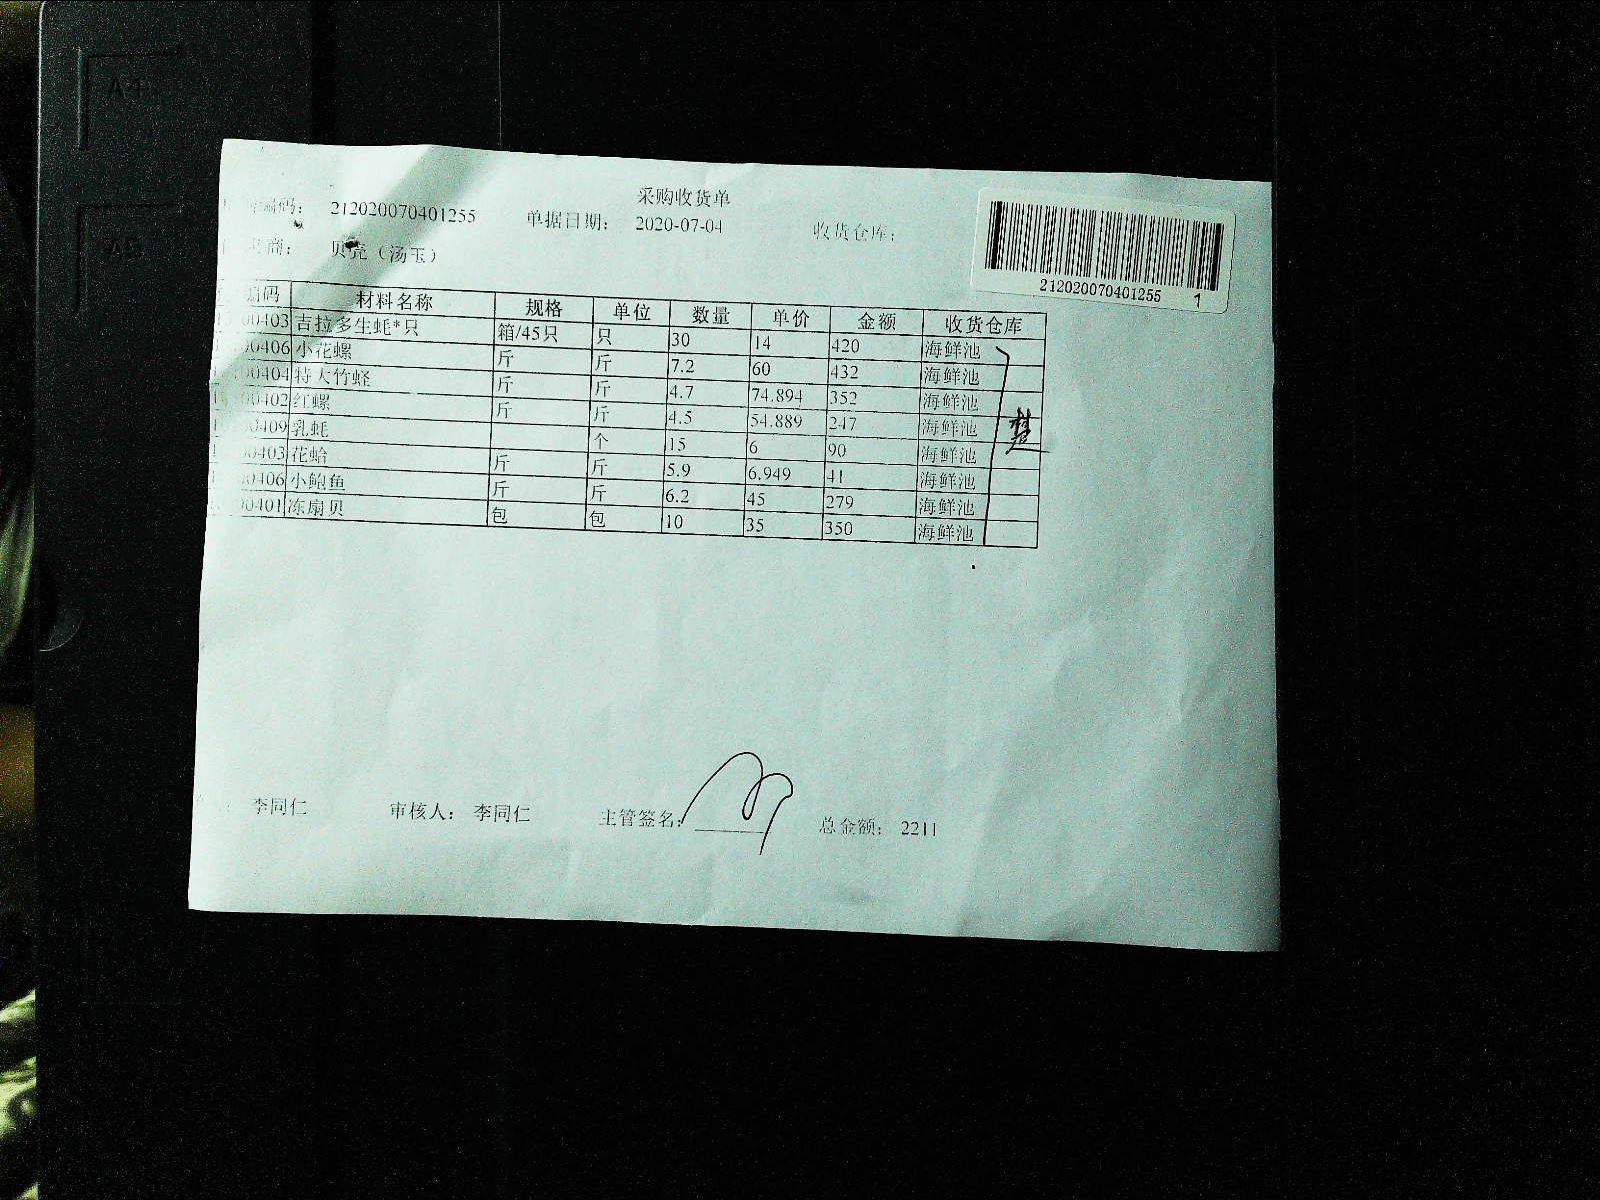 A4
A5
采购收货单
编码： 212020070401255 单据日期： 2020-07-04 收货仓库：
商： 贝壳（汤玉）
212020070401255 1
编码 材料名称 规格 单位 数量 单价 金额 收货仓库
00403 吉拉多生蚝*只 箱/45只 只 30 14 420 海鲜池
00406 小花螺 斤 斤 7.2 60 432 海鲜池
00404 特大竹蛏 斤 斤 4.7 74.894 352 海鲜池
00402 红螺 斤 斤 4.5 54.889 247 海鲜池
00409 乳蚝 个 15 6 90 海鲜池
00403 花蛤 斤 斤 5.9 6.949 41 海鲜池
00406 小鲍鱼 斤 斤 6.2 45 279 海鲜池
00401 冻扇贝 包 包 10 35 350 海鲜池
李同仁 审核人： 李同仁 主管签名： 总金额： 2211